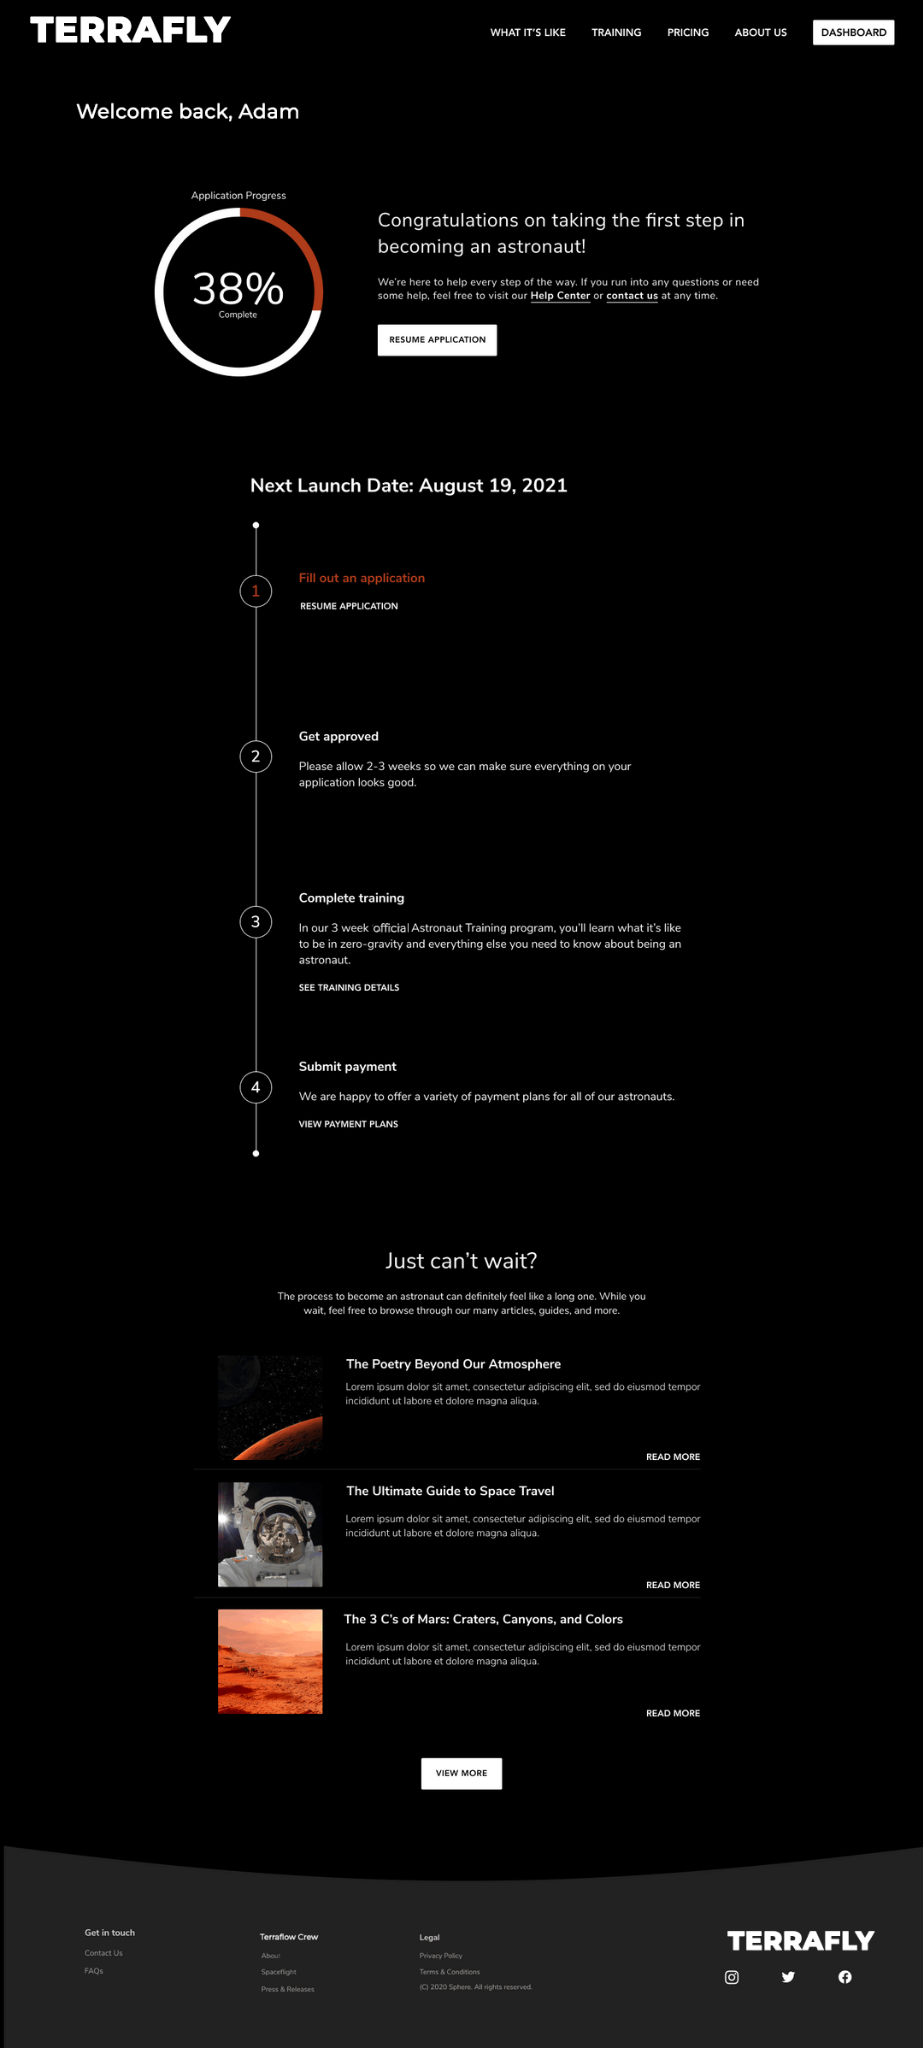 TERRAFLY
WHAT IT'S LIKE
TRAINING
PRICING
ABOUT US
DASHBOARD
Welcome back, Adam
Application Progress
38%
Complete
Congratulations on taking the first step in
becoming an astronaut!
We're here to help every step of the way. If you run into any questions or need
some help, feel free to visit our Help Center or contact us at any time.
RESUME APPLICATION
Next Launch Date: August 19, 2021
1
Fill out an application
RESUME APPLICATION
2
Get approved
Please allow 2-3 weeks so we can make sure everything on your
application looks good.
3
Complete training
In our 3 week official Astronaut Training program, you'll learn what it's like
to be in zero-gravity and everything else you need to know about being an
astronaut.
SEE TRAINING DETAILS
4
Submit payment
We are happy to offer a variety of payment plans for all of our astronauts.
VIEW PAYMENT PLANS
Just can't wait?
The process to become an astronaut can definitely feel like a long one. While you
wait, feel free to browse through our many articles, guides, and more.
The Poetry Beyond Our Atmosphere
Lorem ipsum dolor sit amet, consectetur adipiscing elit, sed do eiusmod tempor
incididunt ut labore et dolore magna aliqua.
READ MORE
The Ultimate Guide to Space Travel
Lorem ipsum dolor sit amet, consectetur adipiscing elit, sed do eiusmod tempor
incididunt ut labore et dolore magna aliqua.
READ MORE
The 3 C's of Mars: Craters, Canyons, and Colors
Lorem ipsum dolor sit amet, consectetur adipiscing elit, sed do eiusmod tempor
incididunt ut labore et dolore magna aliqua.
READ MORE
VIEW MORE
Get in touch
Contact Us
FAQs
Terraflow Crew
About
Spaceflight
Press & Releases
Legal
Privacy Policy
Terms & Conditions
(C) 2020 Sphere. All rights reserved.
TERRAFLY